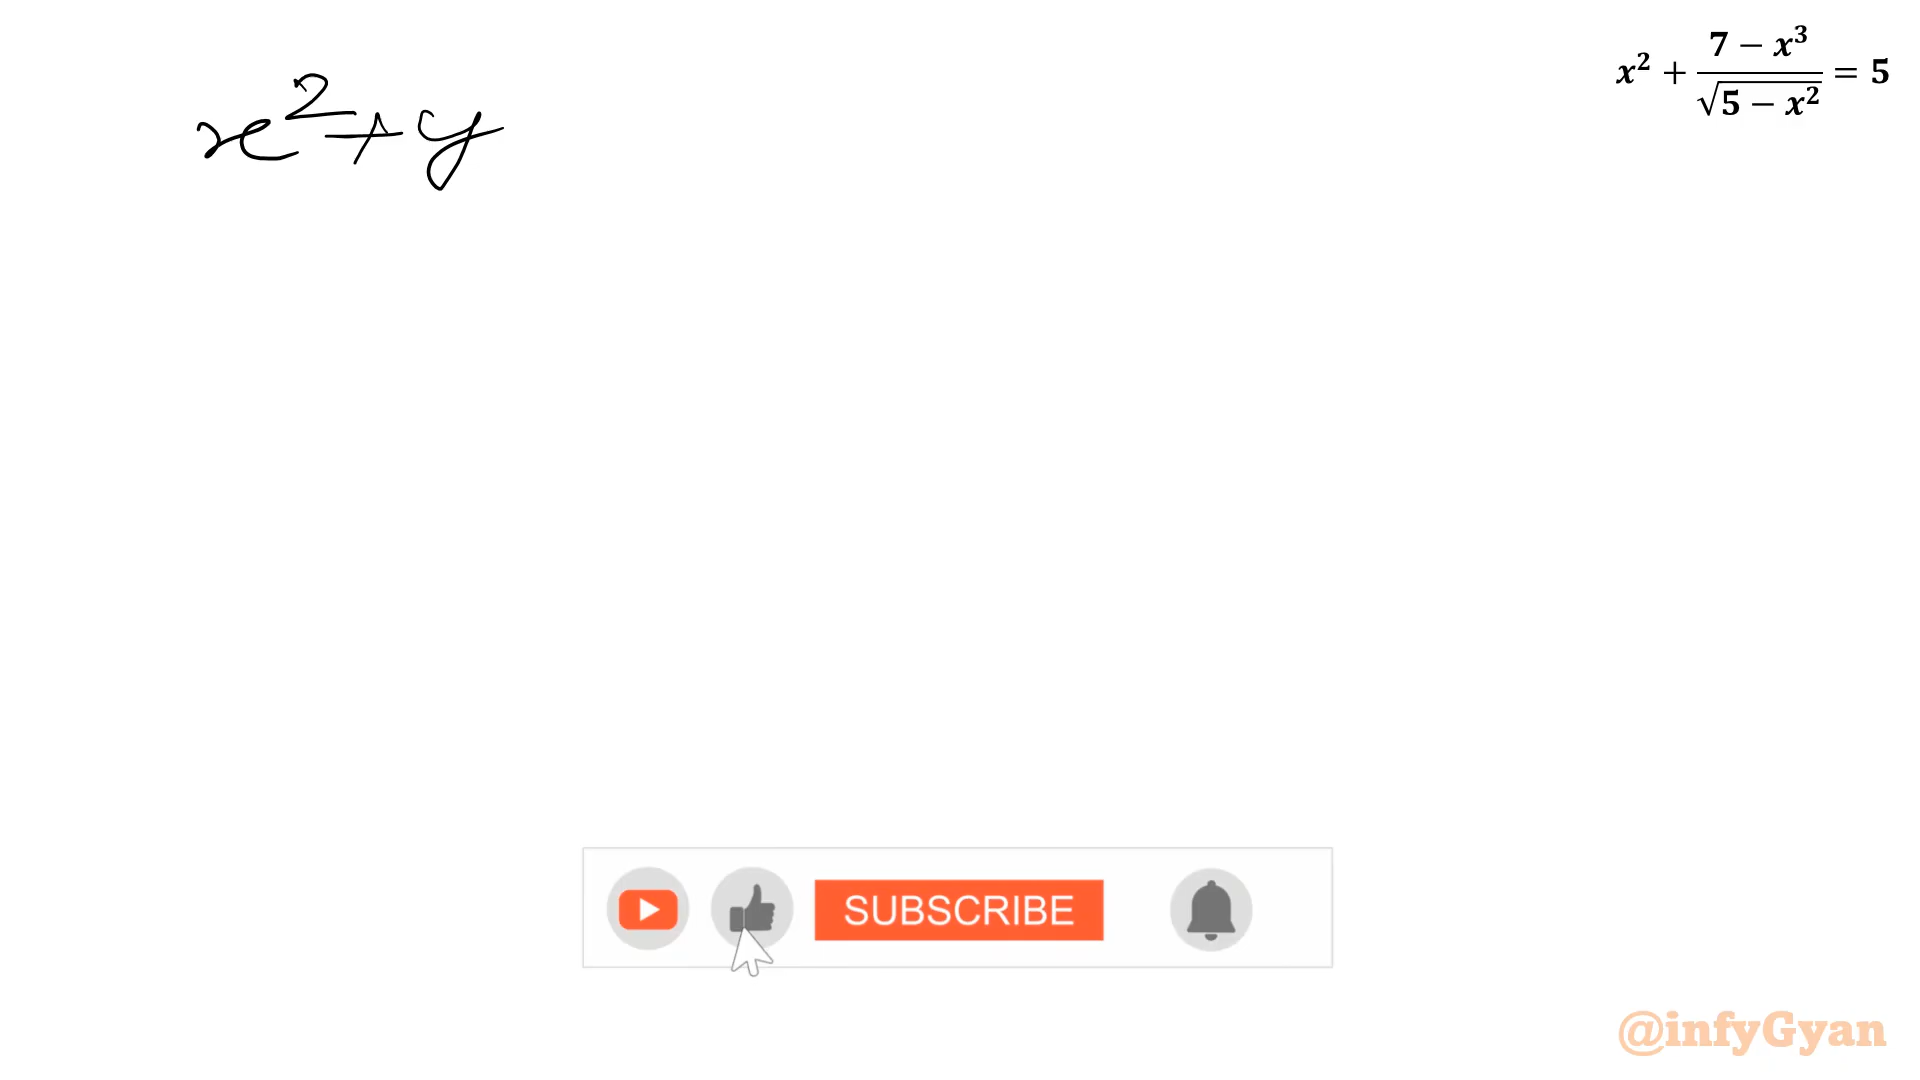 x² + (7 − x³)/√(5 − x²) = 5
x² + y
SUBSCRIBE
@infyGyan